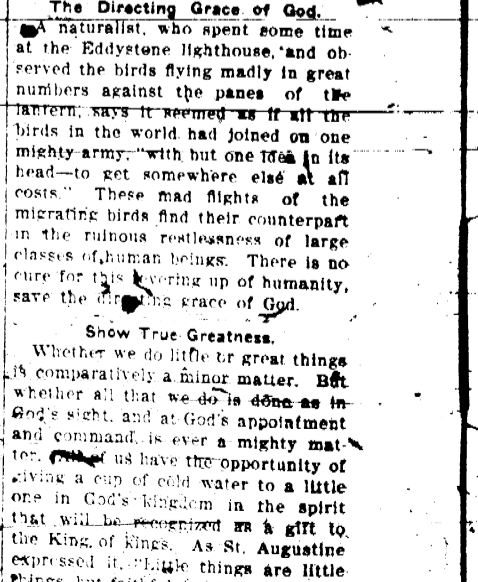 The Directing Grace of God.
A naturalist, who spent some time
at the Eddystone lighthouse, and ob-
served the birds flying madly in great
numbers against the panes of the
lantern, says it seemed as if all the
birds in the world had joined on one
mighty army, "with but one idea in its
head—to get somewhere else at all
costs." These mad flights of the
migrating birds find their counterpart
in the ruinous restlessness of large
classes of human beings. There is no
cure for this fevering up of humanity,
save the directing grace of God.
Show True Greatness.
Whether we do little or great things
is comparatively a minor matter. But
whether all that we do is done as in
God's sight, and at God's appointment
and command, is ever a mighty mat-
ter. of us have the opportunity of
giving a cup of cold water to a little
one in God's kingdom in the spirit
that will be recognized as a gift to
the King of kings. As St. Augustine
expressed it, "Little things are little
things, but